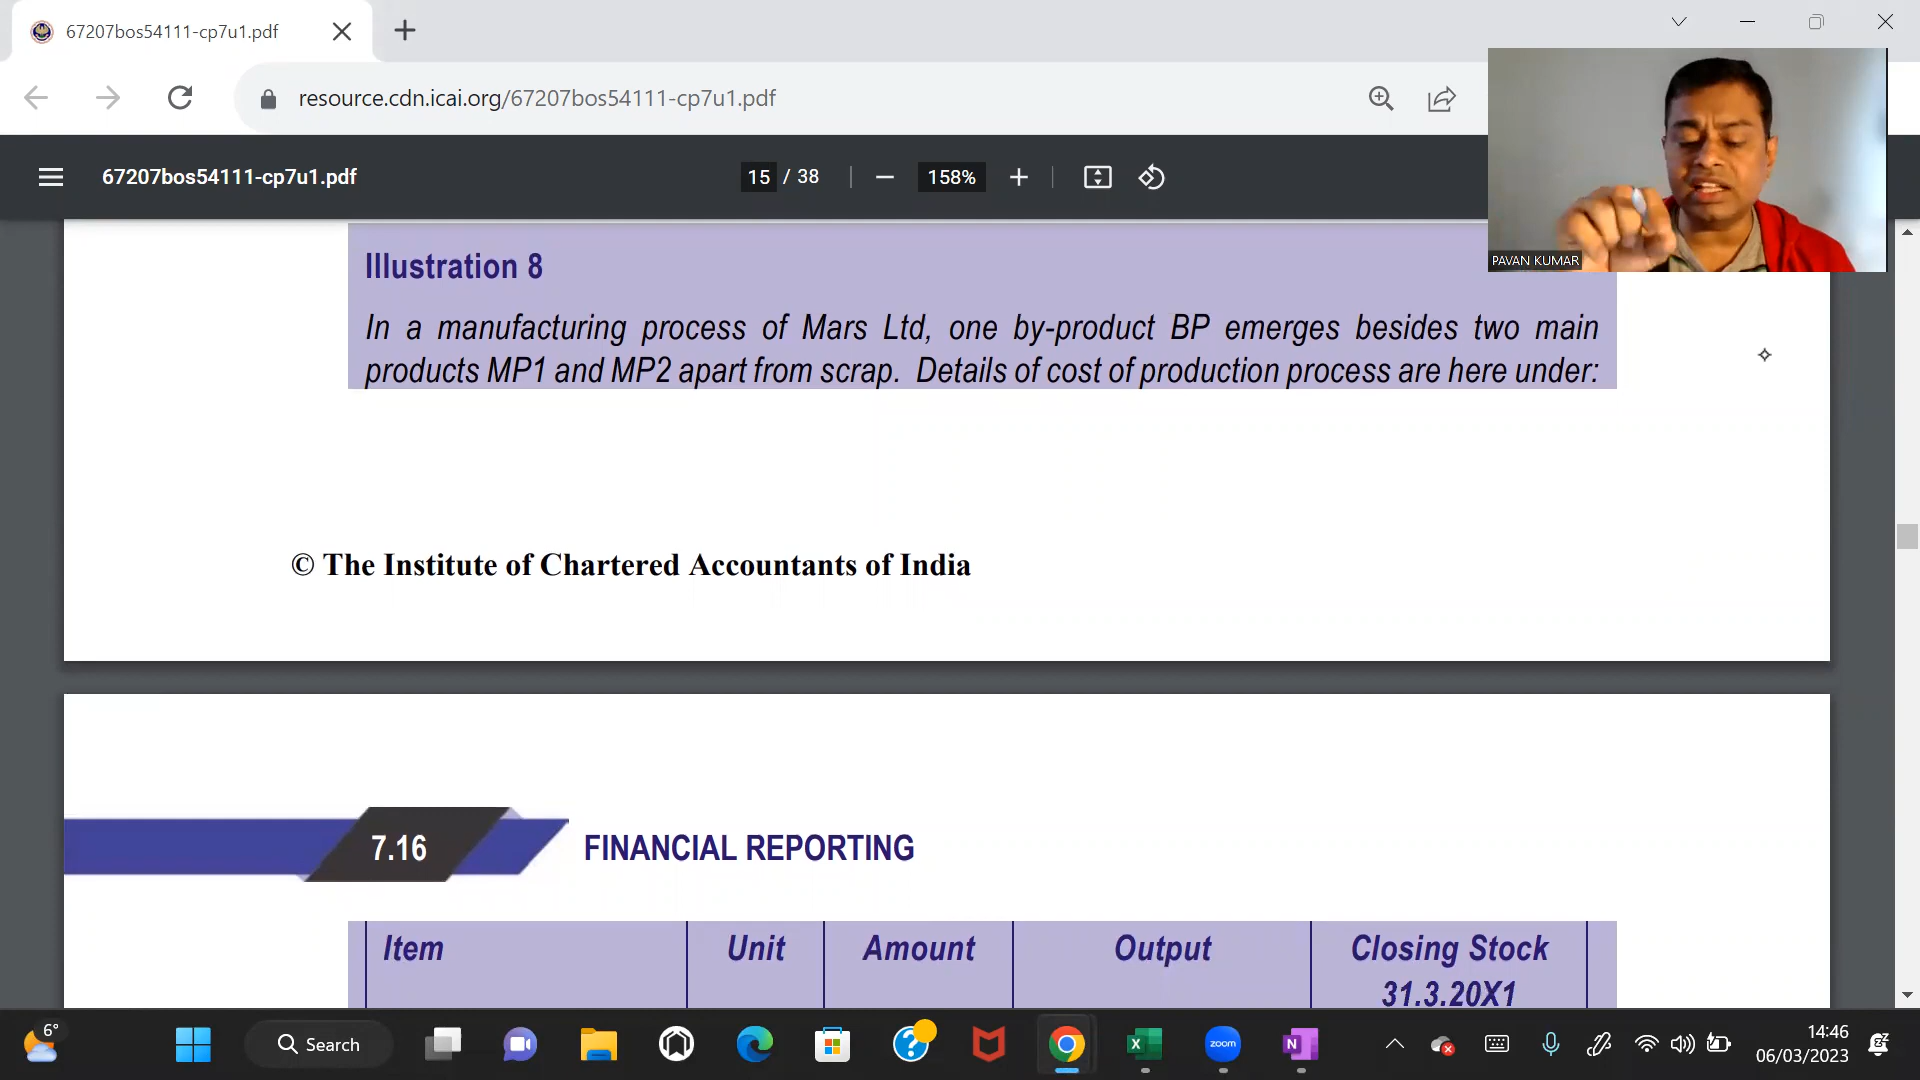 67207bos54111-cp7u1.pdf
resource.cdn.icai.org/67207bos54111-cp7u1.pdf
67207bos54111-cp7u1.pdf
15 / 38
158%
PAVAN KUMAR
Illustration 8
In a manufacturing process of Mars Ltd, one by-product BP emerges besides two main
products MP1 and MP2 apart from scrap. Details of cost of production process are here under:
© The Institute of Chartered Accountants of India
7.16
FINANCIAL REPORTING
Item Unit Amount Output Closing Stock
31.3.20X1
6°
Search
zoom
14:46
06/03/2023